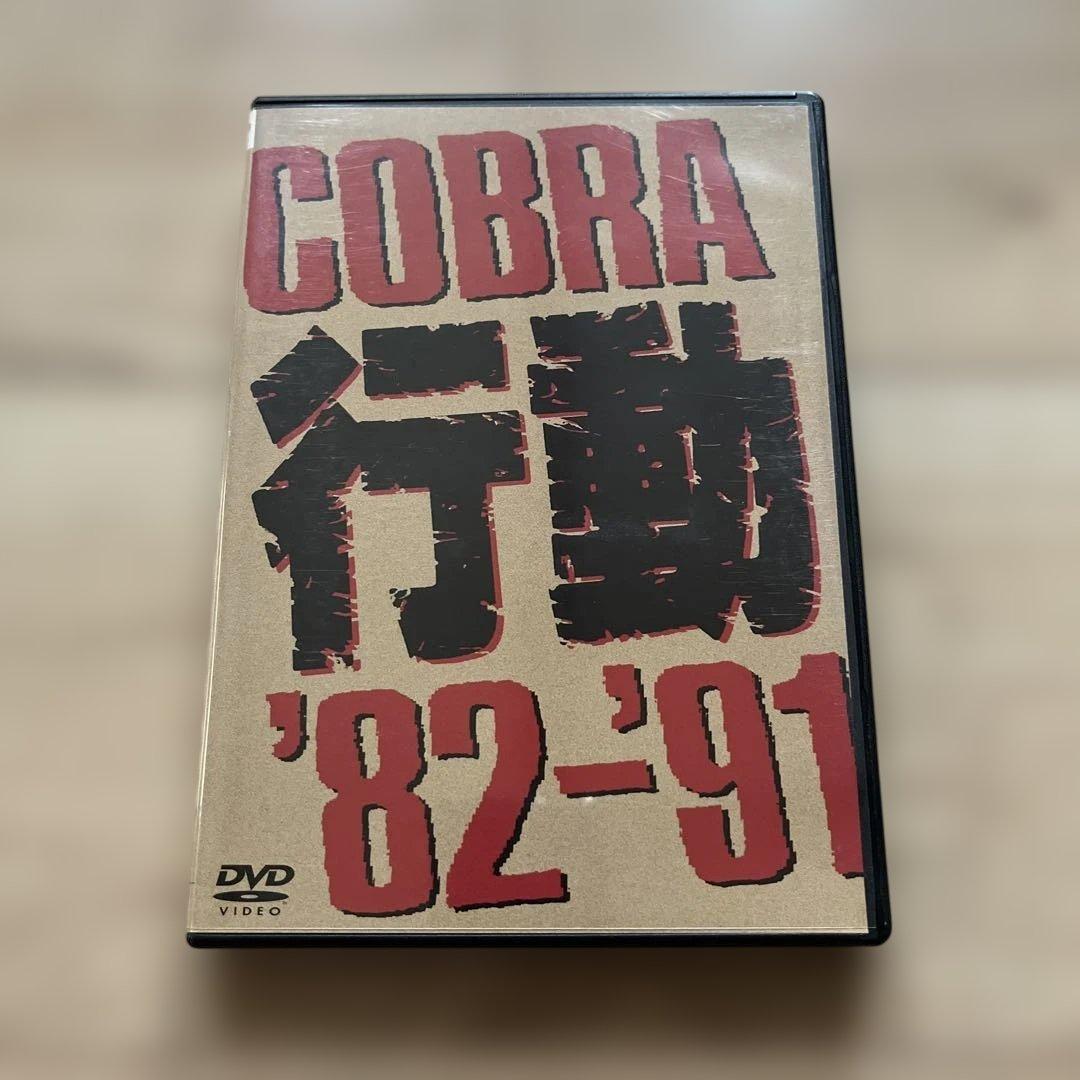 COBRA
行動
'82-'91
DVD
VIDEO